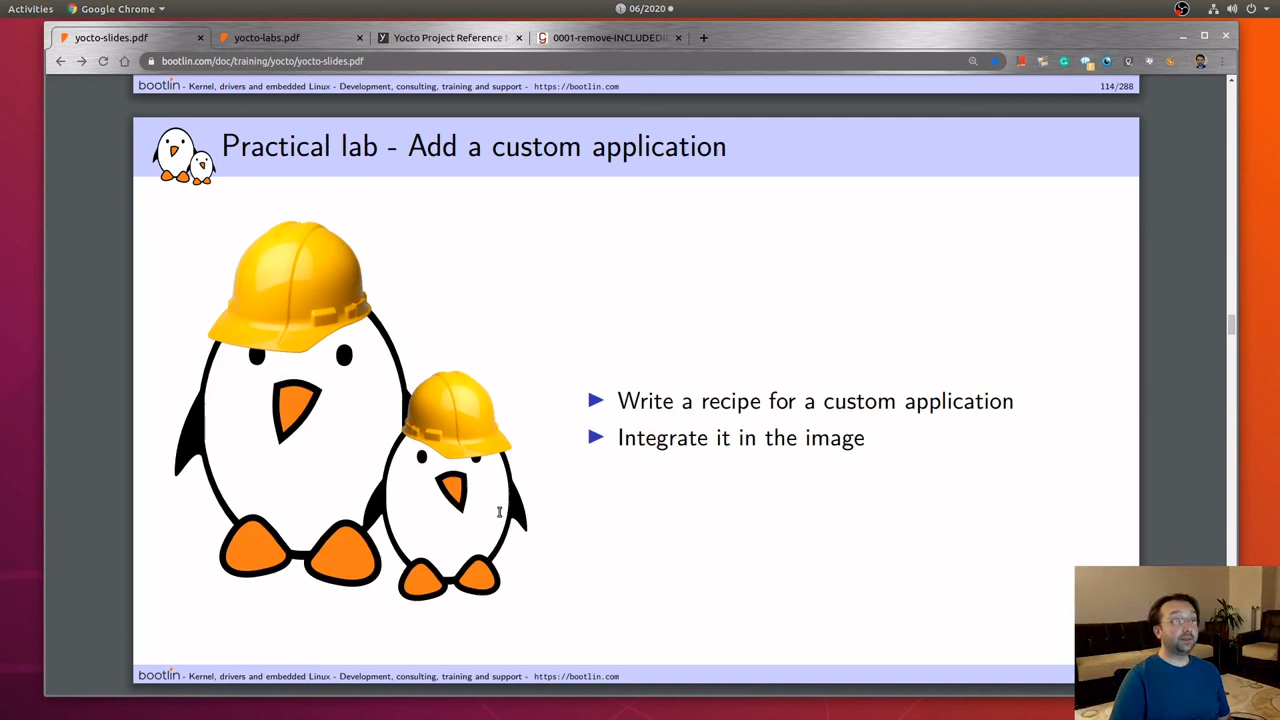 Activities
Google Chrome
06/2020
yocto-slides.pdf
yocto-labs.pdf
Yocto Project Reference M
0001-remove-INCLUDEDI
bootlin.com/doc/training/yocto/yocto-slides.pdf
bootlin - Kernel, drivers and embedded Linux - Development, consulting, training and support - https://bootlin.com
114/288
Practical lab - Add a custom application
Write a recipe for a custom application
Integrate it in the image
bootlin - Kernel, drivers and embedded Linux - Development, consulting, training and support - https://bootlin.com